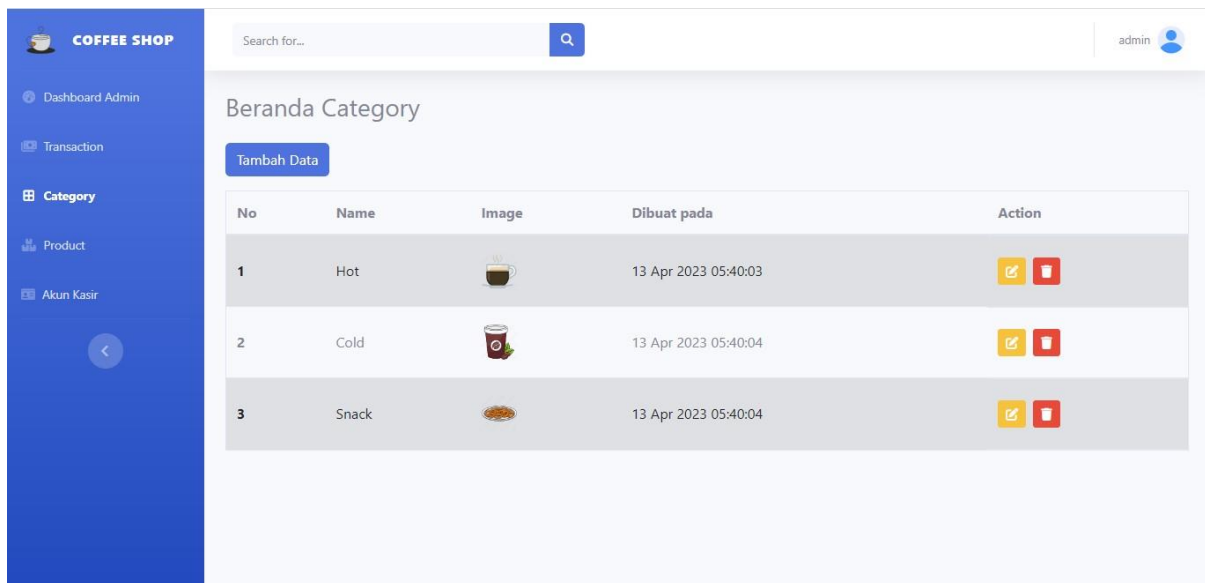 COFFEE SHOP
Search for...
admin
Dashboard Admin
Transaction
Category
Product
Akun Kasir
Beranda Category
Tambah Data
No Name Image Dibuat pada Action
1 Hot 13 Apr 2023 05:40:03
2 Cold 13 Apr 2023 05:40:04
3 Snack 13 Apr 2023 05:40:04